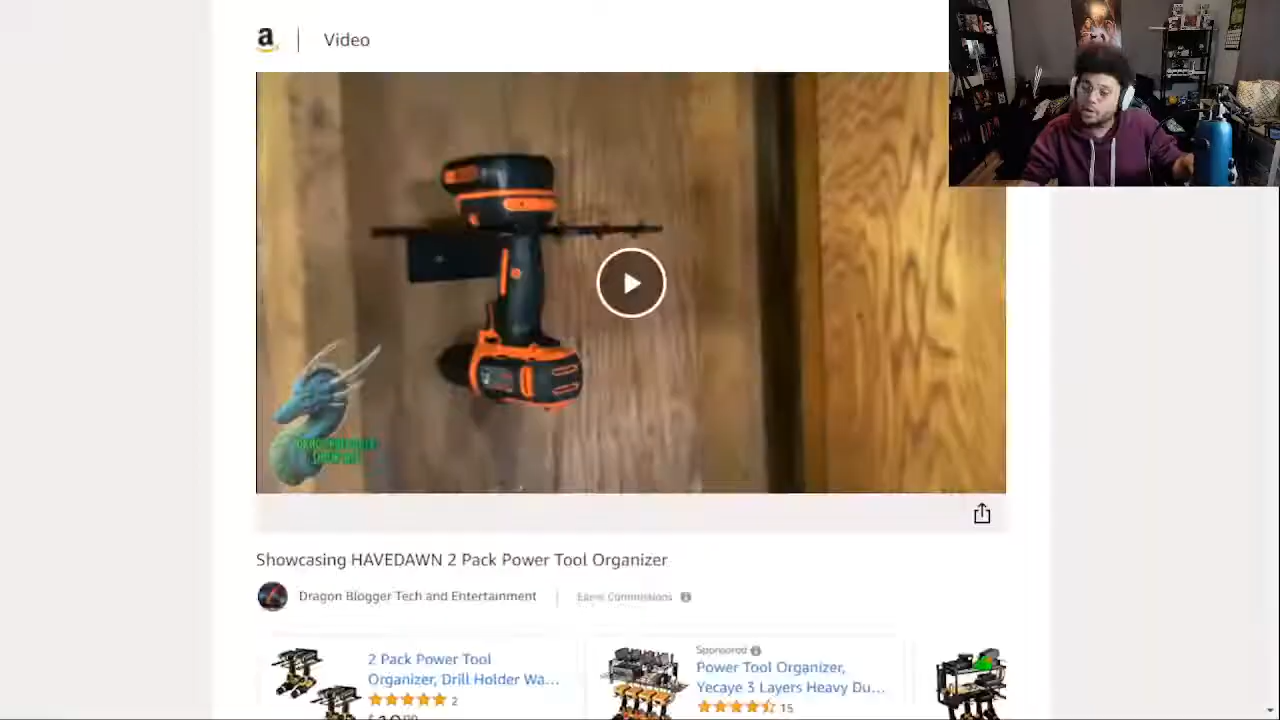 a
Video
Showcasing HAVEDAWN 2 Pack Power Tool Organizer
Dragon Blogger Tech and Entertainment
Earns Commissions
2 Pack Power Tool
Organizer, Drill Holder Wa...
2
Sponsored
Power Tool Organizer,
Yecaye 3 Layers Heavy Du...
15